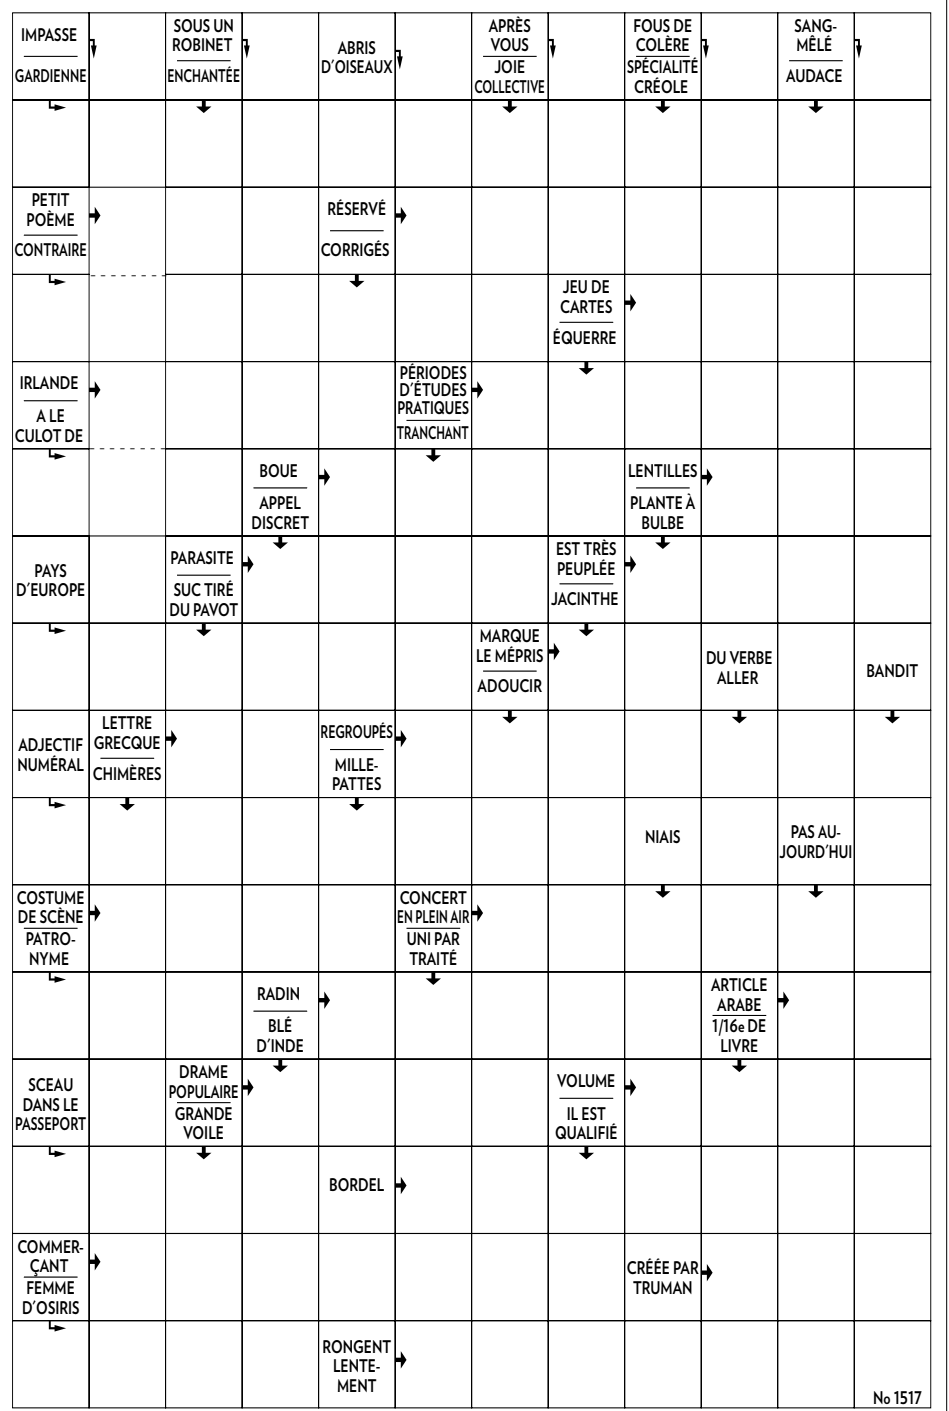 IMPASSE
GARDIENNE
SOUS UN
ROBINET
ENCHANTÉE
ABRIS
D'OISEAUX
APRÈS
VOUS
JOIE
COLLECTIVE
FOUS DE
COLÈRE
SPÉCIALITÉ
CRÉOLE
SANG-
MÊLÉ
AUDACE
PETIT
POÈME
CONTRAIRE
RÉSERVÉ
CORRIGÉS
JEU DE
CARTES
ÉQUERRE
IRLANDE
A LE
CULOT DE
PÉRIODES
D'ÉTUDES
PRATIQUES
TRANCHANT
BOUE
APPEL
DISCRET
LENTILLES
PLANTE À
BULBE
PAYS
D'EUROPE
PARASITE
SUC TIRÉ
DU PAVOT
EST TRÈS
PEUPLÉE
JACINTHE
MARQUE
LE MÉPRIS
ADOUCIR
DU VERBE
ALLER
BANDIT
ADJECTIF
NUMÉRAL
LETTRE
GRECQUE
CHIMÈRES
REGROUPÉS
MILLE-
PATTES
NIAIS
PAS AU-
JOURD'HUI
COSTUME
DE SCÈNE
PATRO-
NYME
CONCERT
EN PLEIN AIR
UNI PAR
TRAITÉ
RADIN
BLÉ
D'INDE
ARTICLE
ARABE
1/16e DE
LIVRE
SCEAU
DANS LE
PASSEPORT
DRAME
POPULAIRE
GRANDE
VOILE
VOLUME
IL EST
QUALIFIÉ
BORDEL
COMMER-
ÇANT
FEMME
D'OSIRIS
CRÉÉE PAR
TRUMAN
RONGENT
LENTE-
MENT
No 1517